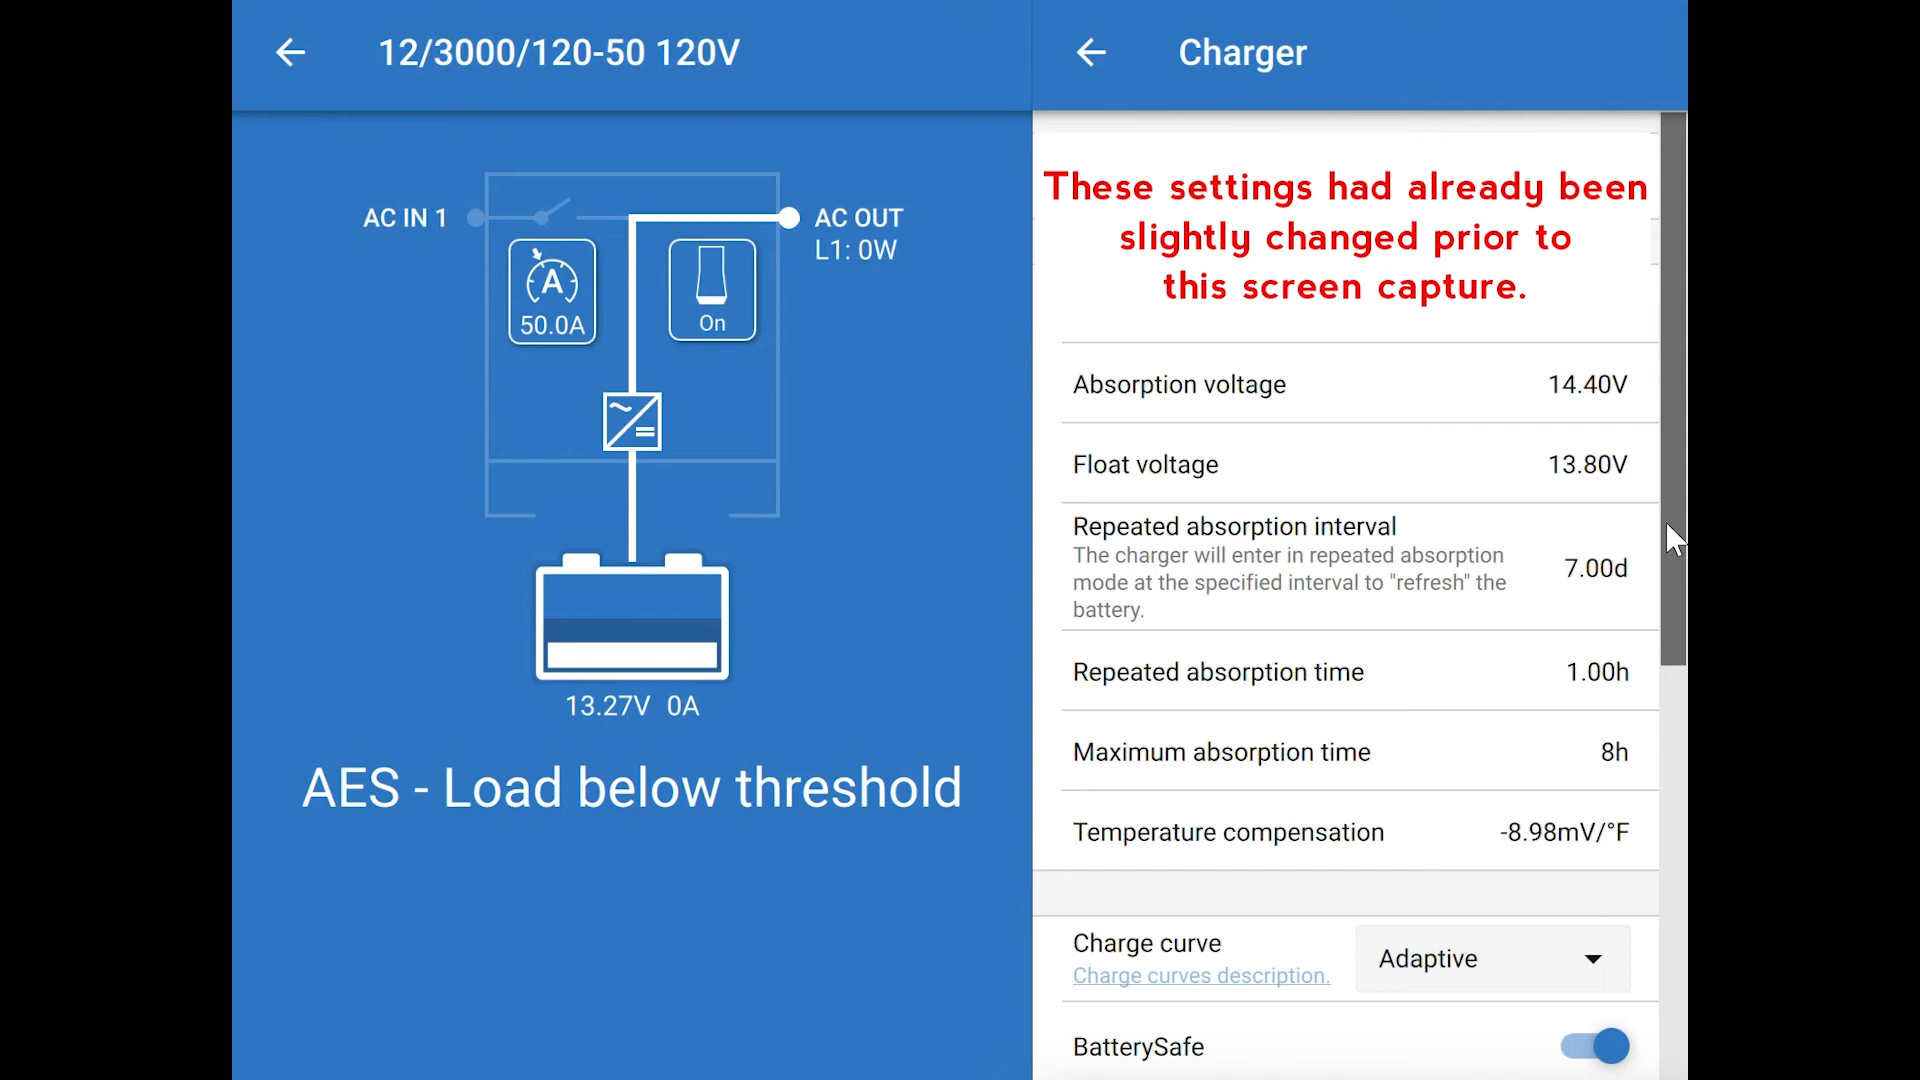 12/3000/120-50 120V
AC IN 1
AC OUT
L1: 0W
A
50.0A
On
13.27V 0A
AES - Load below threshold
Charger
These settings had already been
slightly changed prior to
this screen capture.
Absorption voltage 14.40V
Float voltage 13.80V
Repeated absorption interval
The charger will enter in repeated absorption
mode at the specified interval to "refresh" the
battery.
7.00d
Repeated absorption time 1.00h
Maximum absorption time 8h
Temperature compensation -8.98mV/°F
Charge curve
Charge curves description.
Adaptive
BatterySafe